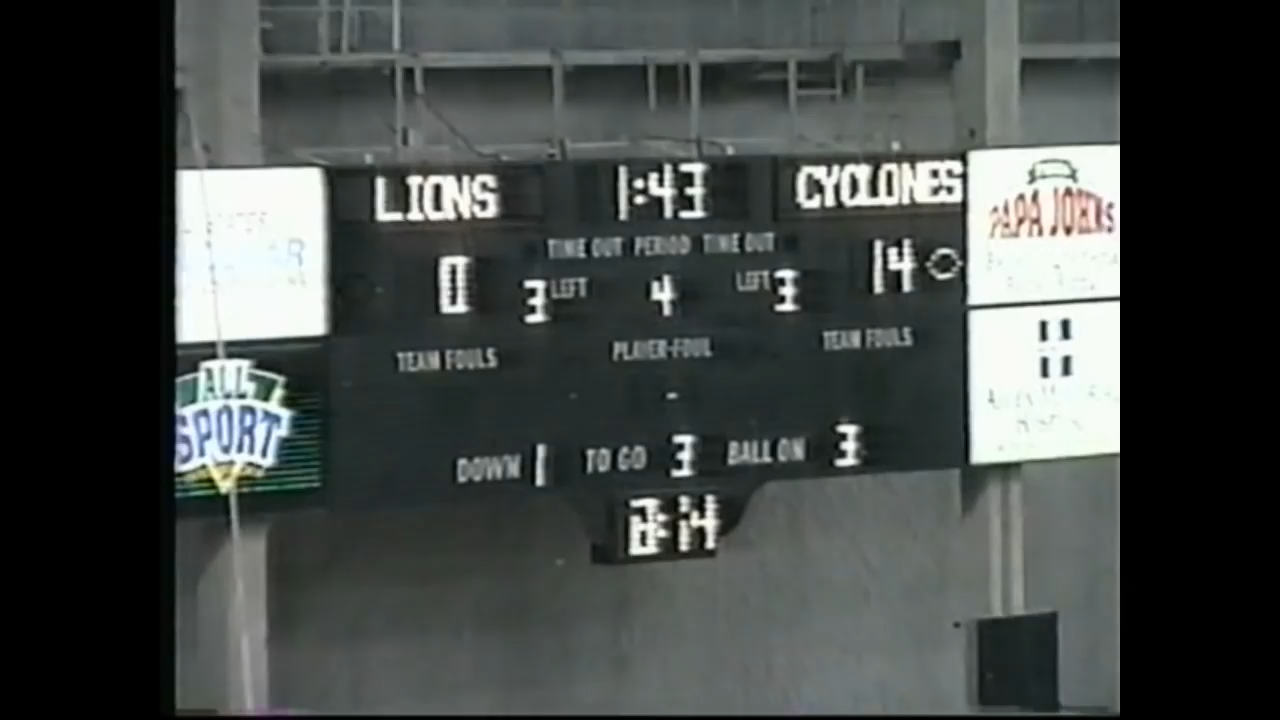 LIONS 1:43 CYCLONES
TIME OUT PERIOD TIME OUT
0 3 LEFT 4 LEFT 3 14
TEAM FOULS PLAYER-FOUL TEAM FOULS
-
DOWN 1 TO GO 3 BALL ON 3
:14
ALL
SPORT
PAPA JOHNS